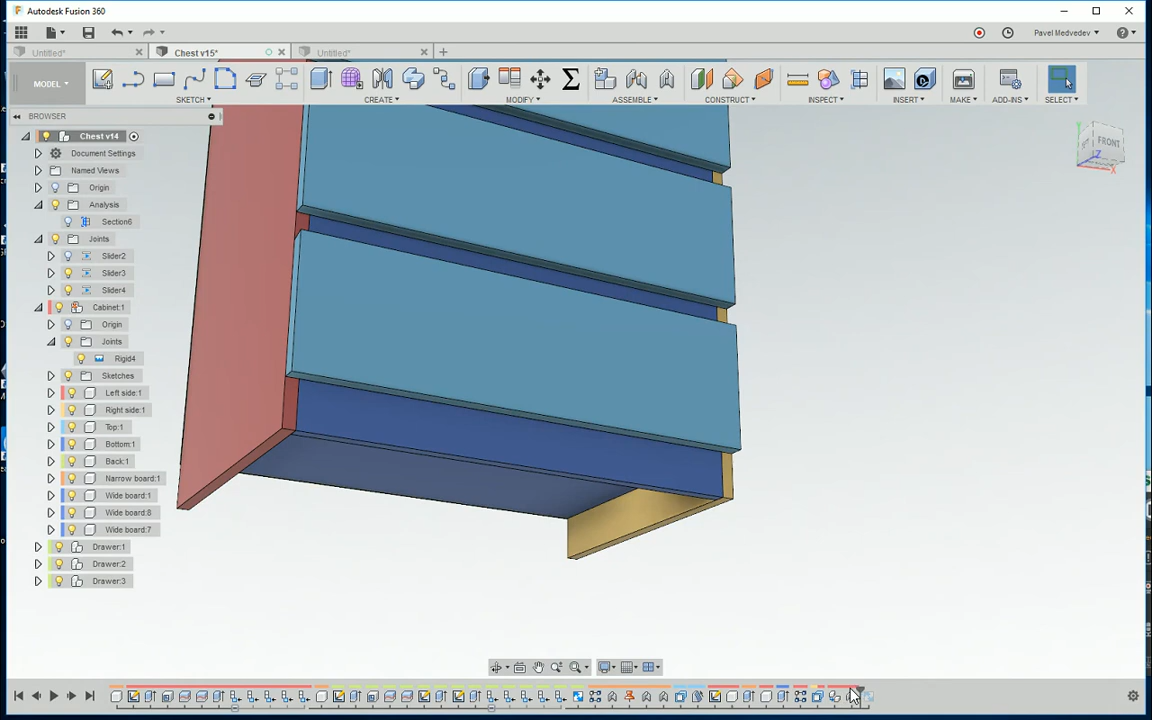 Autodesk Fusion 360
Pavel Medvedev
Untitled*
Chest v15*
Untitled*
MODEL
SKETCH
CREATE
MODIFY
ASSEMBLE
CONSTRUCT
INSPECT
INSERT
MAKE
ADD-INS
SELECT
BROWSER
Chest v14
Document Settings
Named Views
Origin
Analysis
Section6
Joints
Slider2
Slider3
Slider4
Cabinet:1
Origin
Joints
Rigid4
Sketches
Left side:1
Right side:1
Top:1
Bottom:1
Back:1
Narrow board:1
Wide board:1
Wide board:8
Wide board:7
Drawer:1
Drawer:2
Drawer:3
FRONT
Y
Z
X